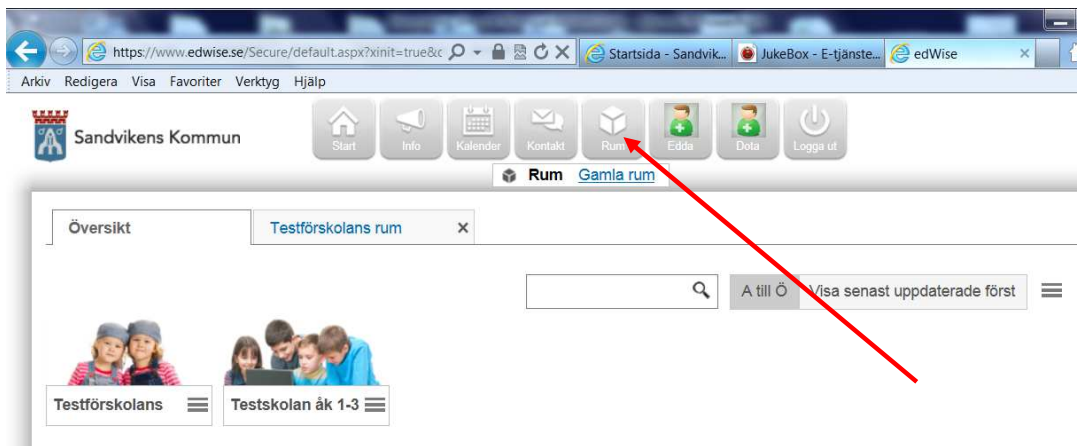 https://www.edwise.se/Secure/default.aspx?xinit=true&c
Startsida - Sandvik...
JukeBox - E-tjänste...
edWise
Arkiv Redigera Visa Favoriter Verktyg Hjälp
Sandvikens Kommun
Start
Info
Kalender
Kontakt
Rum
Edda
Dota
Logga ut
Rum Gamla rum
Översikt
Testförskolans rum
A till Ö
Visa senast uppdaterade först
Testförskolans
Testskolan åk 1-3